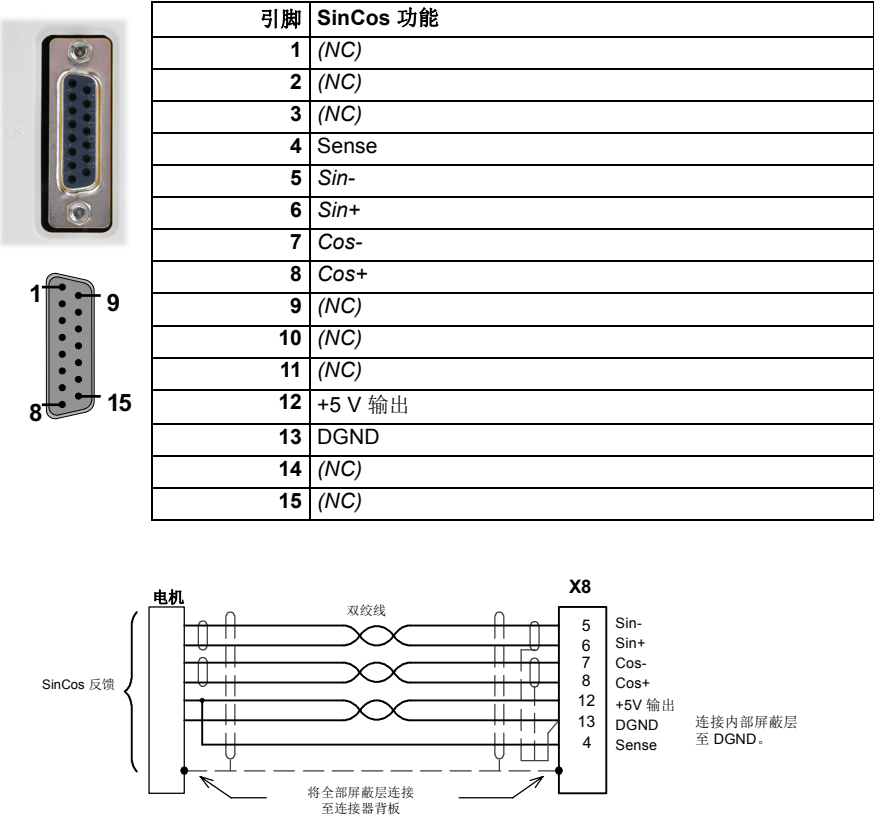 引脚 SinCos 功能
1 (NC)
2 (NC)
3 (NC)
4 Sense
5 Sin-
6 Sin+
7 Cos-
8 Cos+
9 (NC)
10 (NC)
11 (NC)
12 +5 V 输出
13 DGND
14 (NC)
15 (NC)
X8
1
9
8
15
电机
双绞线
X8
SinCos 反馈
5 Sin-
6 Sin+
7 Cos-
8 Cos+
12 +5V 输出
13 DGND
4 Sense
连接内部屏蔽层
至 DGND。
将全部屏蔽层连接
至连接器背板